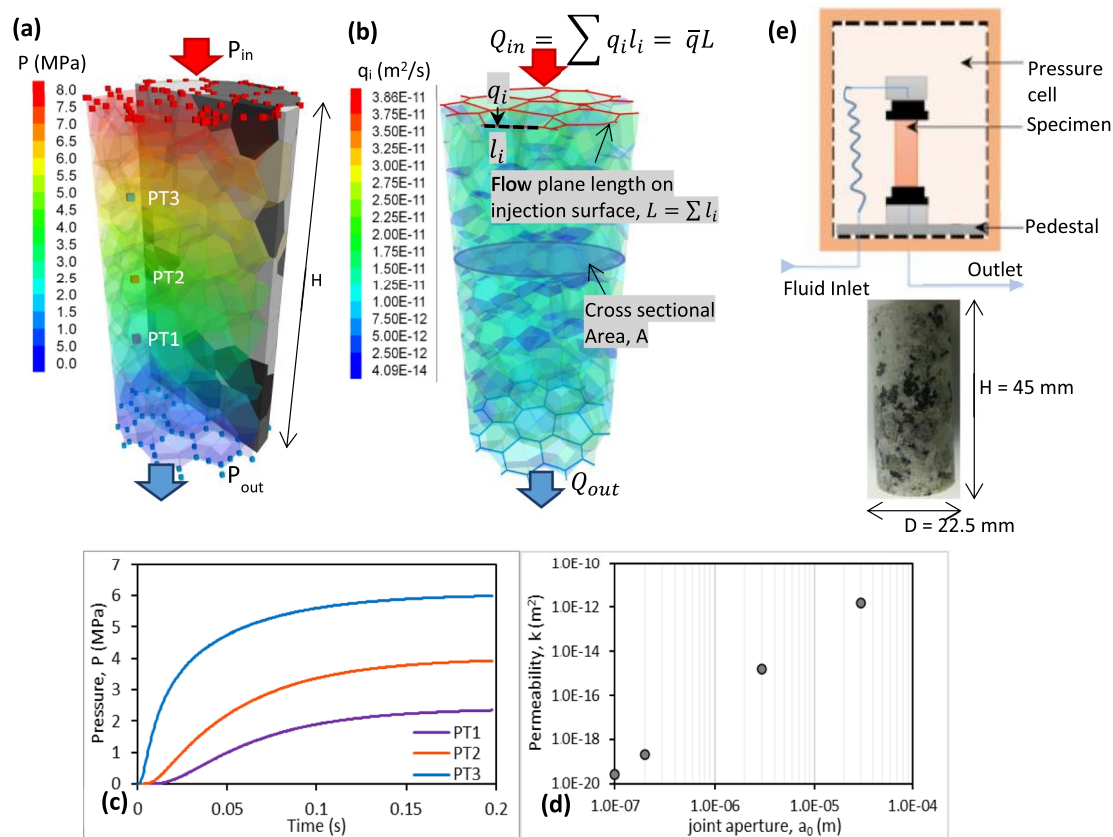 (a)
P (MPa)
8.0
7.5
7.0
6.5
6.0
5.5
5.0
4.5
4.0
3.5
3.0
2.5
2.0
1.5
1.0
0.5
0.0
P_in
PT3
PT2
PT1
H
P_out
(b)
Q_in = ∑ q_i l_i = q̄L
q_i (m²/s)
3.86E-11
3.75E-11
3.50E-11
3.25E-11
3.00E-11
2.75E-11
2.50E-11
2.25E-11
2.00E-11
1.75E-11
1.50E-11
1.25E-11
1.00E-11
7.50E-12
5.00E-12
2.50E-12
4.09E-14
q_i
l_i
Flow plane length on
injection surface, L = ∑ l_i
Cross sectional
Area, A
Q_out
(e)
Pressure
cell
Specimen
Pedestal
Outlet
Fluid Inlet
H = 45 mm
D = 22.5 mm
Pressure, P (MPa)
7
6
5
4
3
2
1
0
PT1
PT2
PT3
0
0.05
0.1
0.15
0.2
(c)
Time (s)
Permeability, k (m²)
1.0E-10
1.0E-12
1.0E-14
1.0E-16
1.0E-18
1.0E-20
1.0E-07
1.0E-06
1.0E-05
1.0E-04
(d)
joint aperture, a₀ (m)